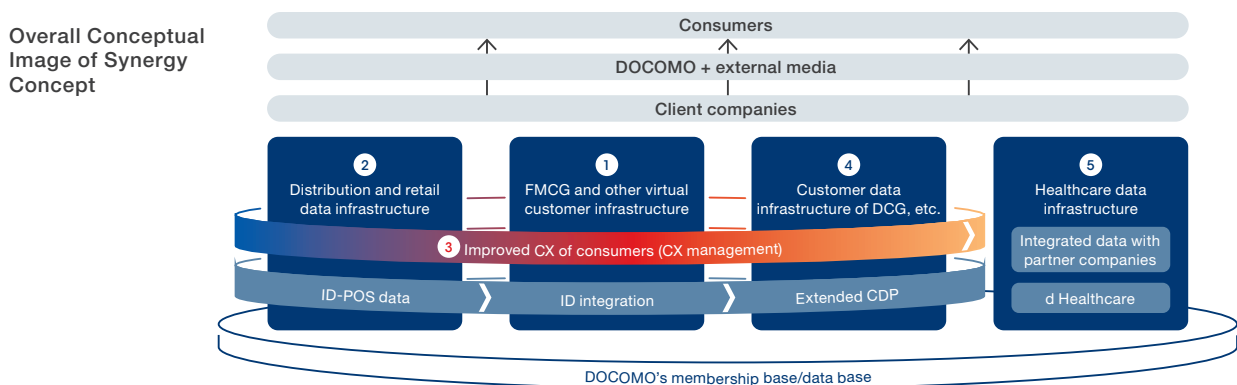 Overall Conceptual
Image of Synergy
Concept
Consumers
DOCOMO + external media
Client companies
2
Distribution and retail
data infrastructure
1
FMCG and other virtual
customer infrastructure
4
Customer data
infrastructure of DCG, etc.
5
Healthcare data
infrastructure
3 Improved CX of consumers (CX management)
Integrated data with
partner companies
ID-POS data
ID integration
Extended CDP
d Healthcare
DOCOMO's membership base/data base